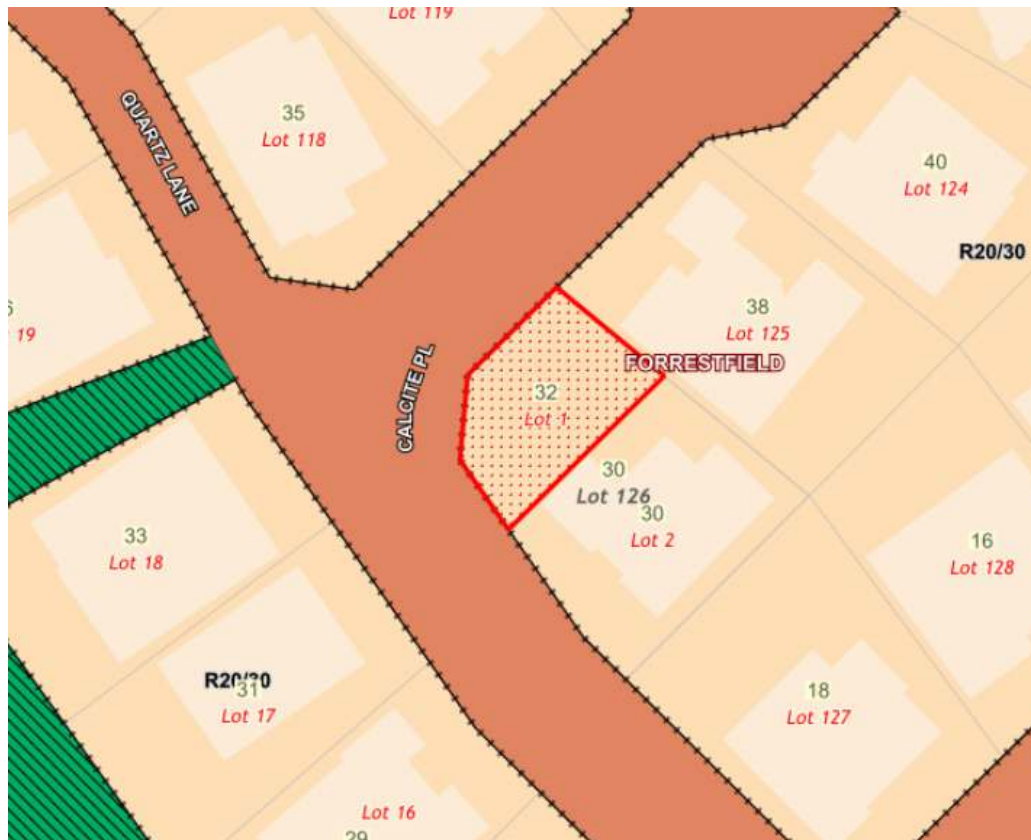 Lot 119
35
Lot 118
QUARTZ LANE
40
Lot 124
R20/30
19
38
Lot 125
FORRESTFIELD
CALCITE PL
32
Lot 1
30
Lot 126
30
Lot 2
33
Lot 18
16
Lot 128
R20/30
31
Lot 17
18
Lot 127
Lot 16
29